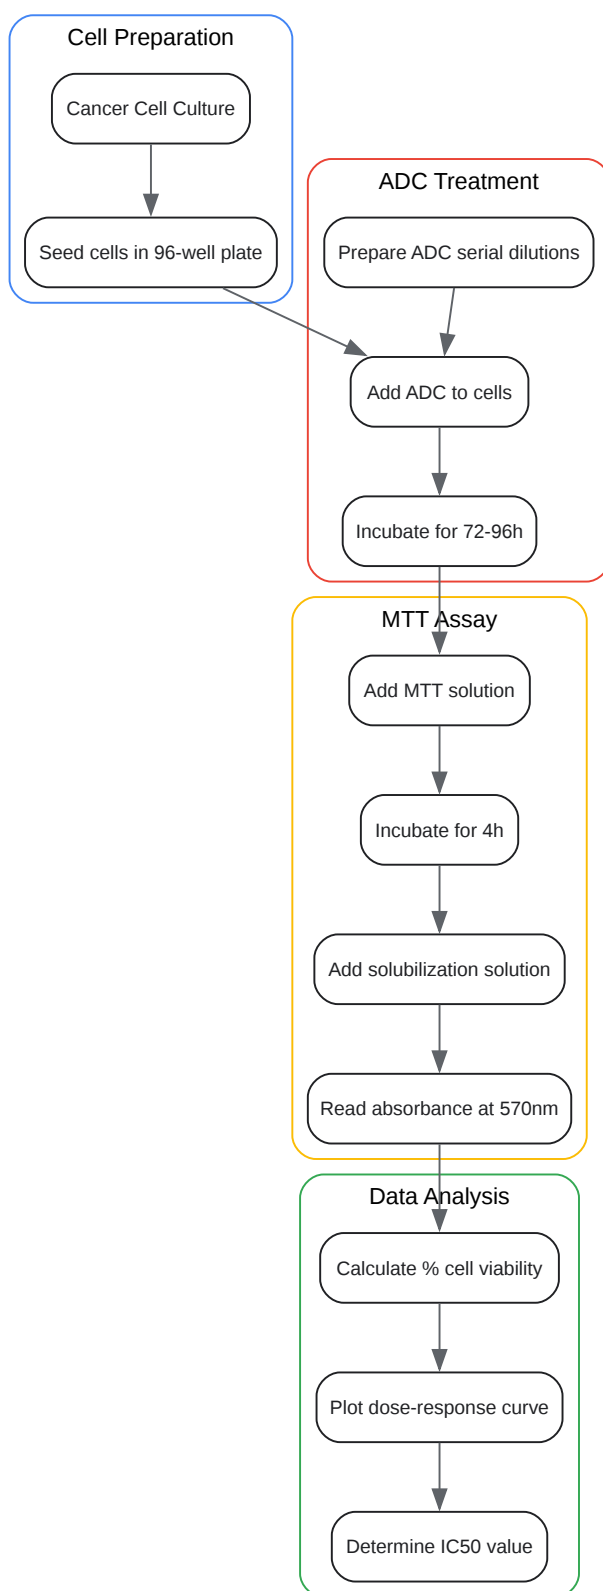 Cell Preparation
Cancer Cell Culture
Seed cells in 96-well plate
ADC Treatment
Prepare ADC serial dilutions
Add ADC to cells
Incubate for 72-96h
MTT Assay
Add MTT solution
Incubate for 4h
Add solubilization solution
Read absorbance at 570nm
Data Analysis
Calculate % cell viability
Plot dose-response curve
Determine IC50 value